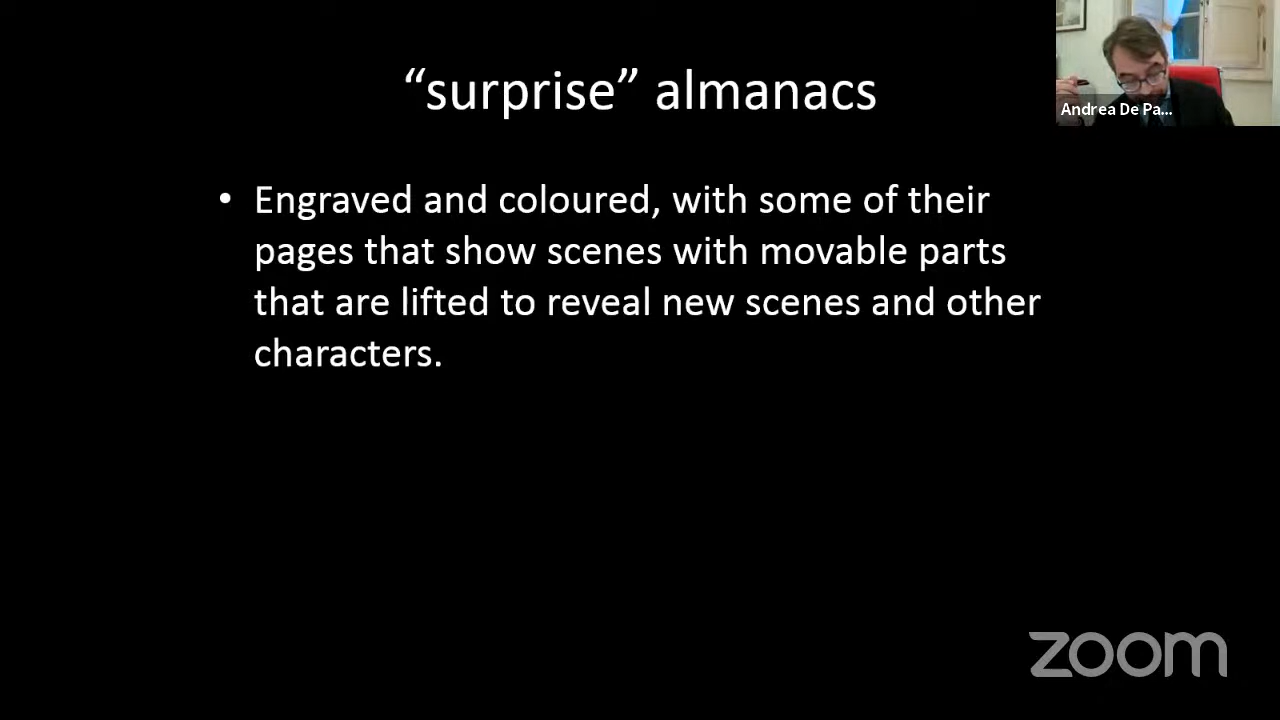 “surprise” almanacs
Andrea De Pa...
• Engraved and coloured, with some of their
pages that show scenes with movable parts
that are lifted to reveal new scenes and other
characters.
zoom